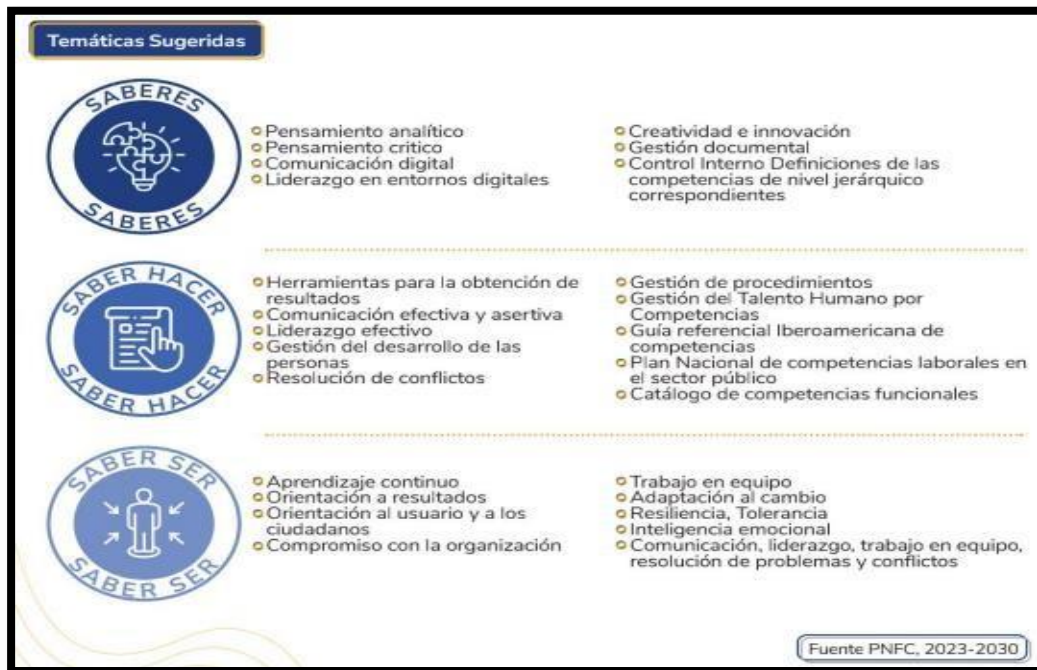 Temáticas Sugeridas
SABERES
SABERES
Pensamiento analítico
Pensamiento critico
Comunicación digital
Liderazgo en entornos digitales
Creatividad e innovación
Gestión documental
Control Interno Definiciones de las
competencias de nivel jerárquico
correspondientes
SABER HACER
SABER HACER
Herramientas para la obtención de
resultados
Comunicación efectiva y asertiva
Liderazgo efectivo
Gestión del desarrollo de las
personas
Resolución de conflictos
Gestión de procedimientos
Gestión del Talento Humano por
Competencias
Guía referencial Iberoamericana de
competencias
Plan Nacional de competencias laborales en
el sector público
Catálogo de competencias funcionales
SABER SER
SABER SER
Aprendizaje continuo
Orientación a resultados
Orientación al usuario y a los
ciudadanos
Compromiso con la organización
Trabajo en equipo
Adaptación al cambio
Resiliencia, Tolerancia
Inteligencia emocional
Comunicación, liderazgo, trabajo en equipo,
resolución de problemas y conflictos
Fuente PNFC, 2023-2030